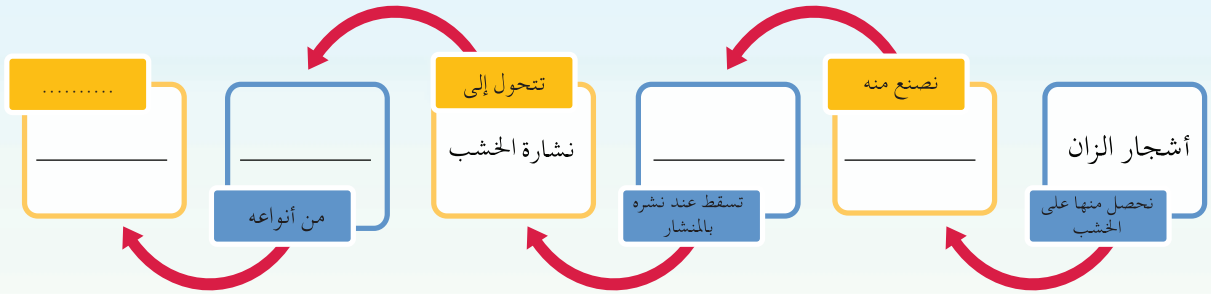 أشجار الزان
نحصل منها على
الخشب
نصنع منه
تسقط عند نشره
بالمنشار
تتحول إلى
نشارة الخشب
من أنواعه
..........